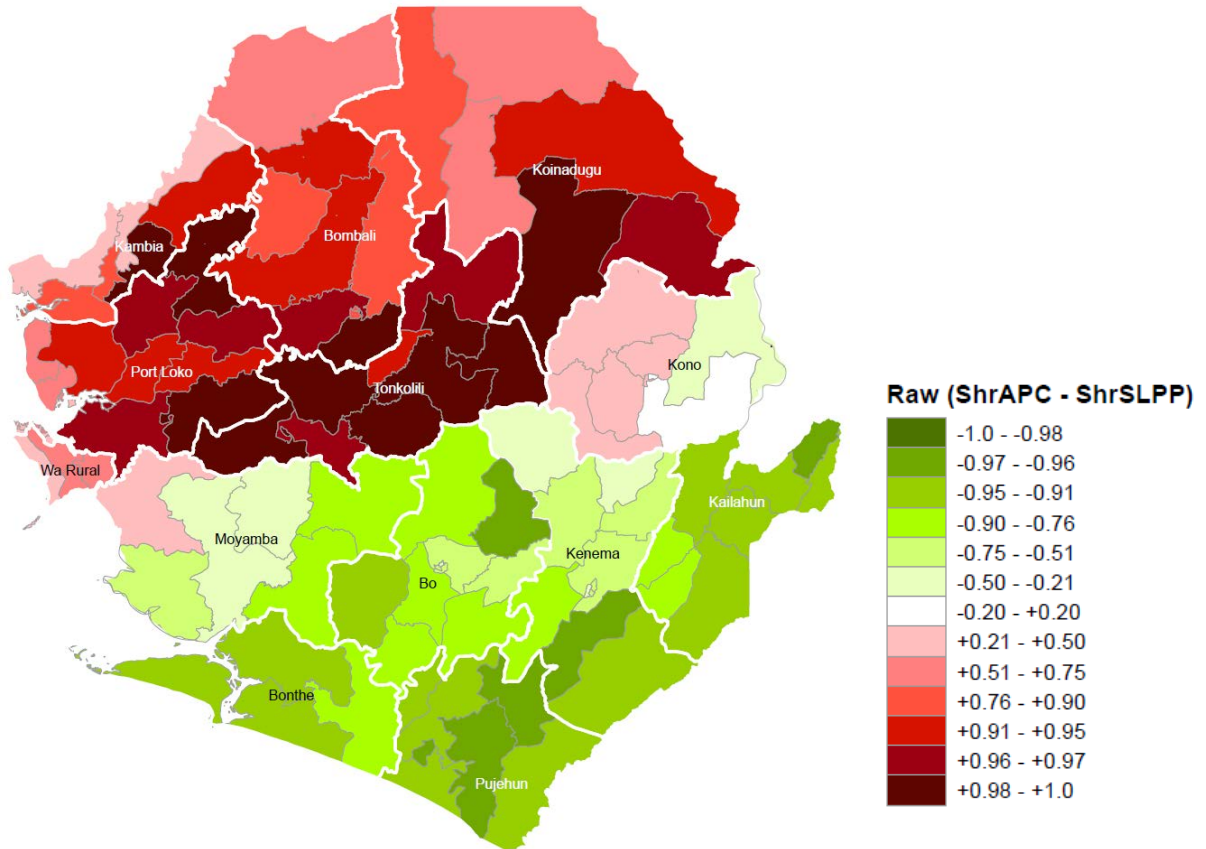 Koinadugu
Bombali
Kambia
Port Loko
Tonkolili
Kono
Wa Rural
Moyamba
Kailahun
Kenema
Bo
Bonthe
Pujehun
Raw (ShrAPC - ShrSLPP)
-1.0 - -0.98
-0.97 - -0.96
-0.95 - -0.91
-0.90 - -0.76
-0.75 - -0.51
-0.50 - -0.21
-0.20 - +0.20
+0.21 - +0.50
+0.51 - +0.75
+0.76 - +0.90
+0.91 - +0.95
+0.96 - +0.97
+0.98 - +1.0